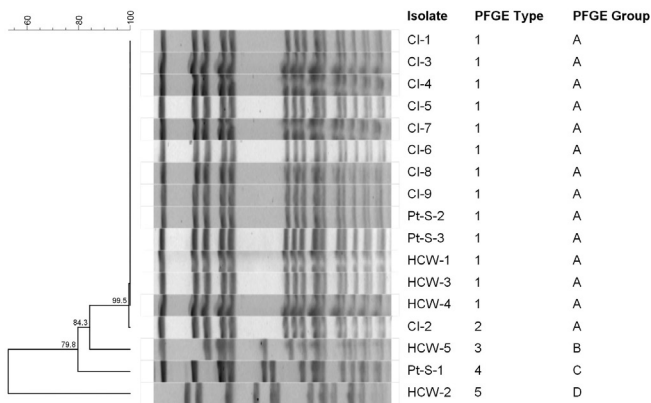 60 80 100
Isolate PFGE Type PFGE Group
CI-1 1 A
CI-3 1 A
CI-4 1 A
CI-5 1 A
CI-7 1 A
CI-6 1 A
CI-8 1 A
CI-9 1 A
Pt-S-2 1 A
Pt-S-3 1 A
HCW-1 1 A
HCW-3 1 A
99.5
HCW-4 1 A
84.3
CI-2 2 A
79.8
HCW-5 3 B
Pt-S-1 4 C
HCW-2 5 D